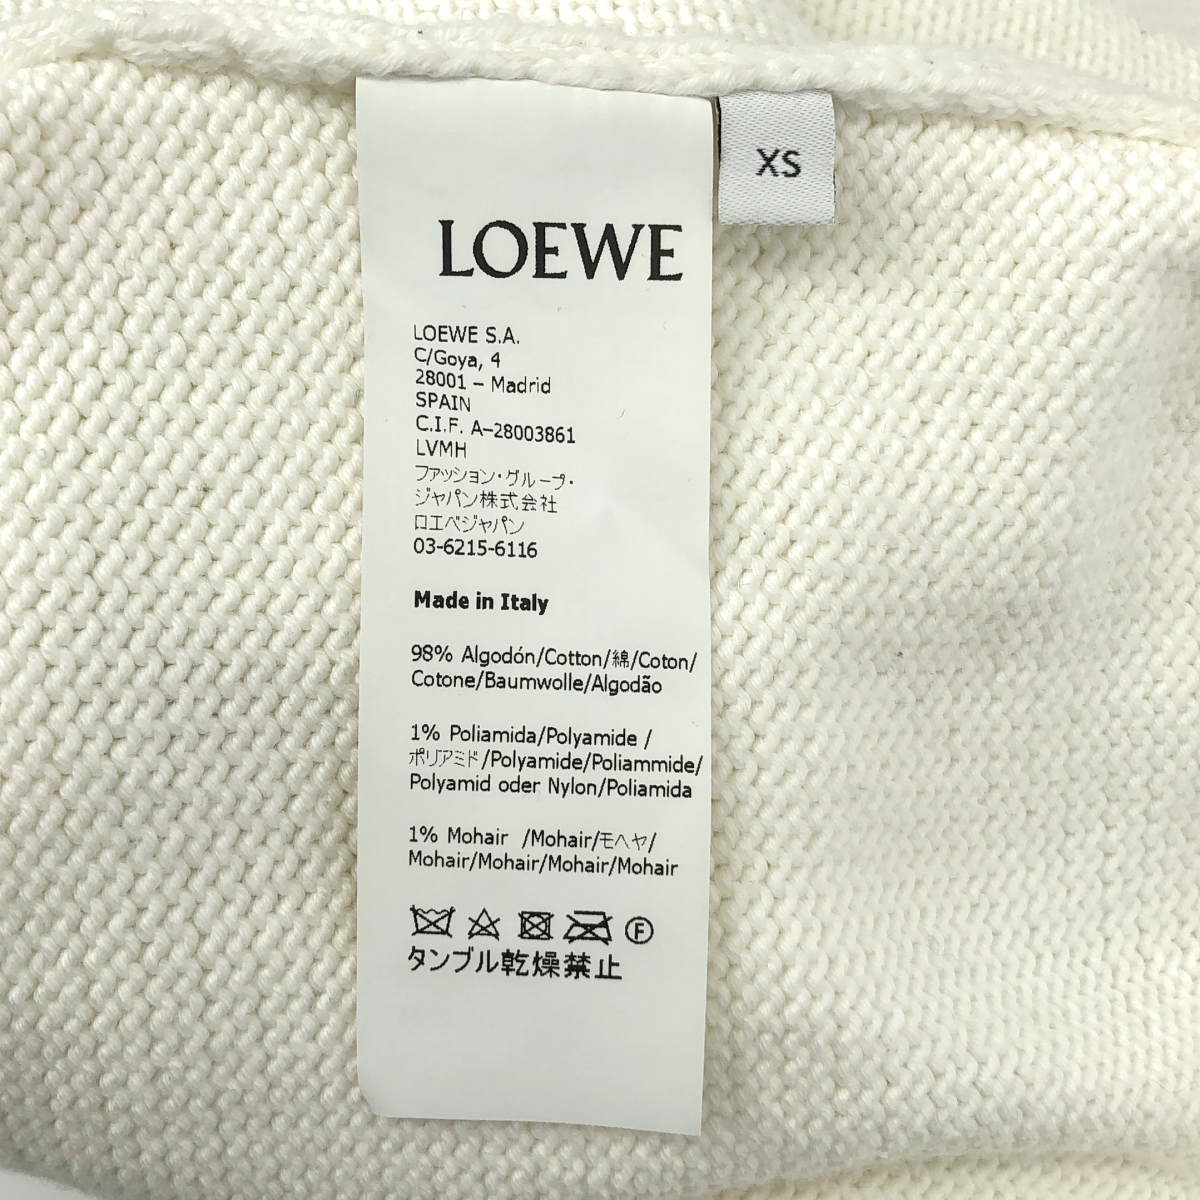 XS
LOEWE
LOEWE S.A.
C/Goya, 4
28001 – Madrid
SPAIN
C.I.F. A–28003861
LVMH
ファッション・グループ・
ジャパン株式会社
ロエベジャパン
03-6215-6116
Made in Italy
98% Algodón/Cotton/綿/Coton/
Cotone/Baumwolle/Algodão
1% Poliamida/Polyamide /
ポリアミド/Polyamide/Poliammide/
Polyamid oder Nylon/Poliamida
1% Mohair /Mohair/モヘヤ/
Mohair/Mohair/Mohair/Mohair
F
タンブル乾燥禁止